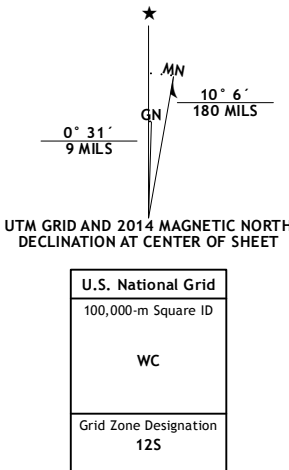 ★
MN
GN
10° 6´
180 MILS
0° 31´
9 MILS
UTM GRID AND 2014 MAGNETIC NORTH
DECLINATION AT CENTER OF SHEET
U.S. National Grid
100,000-m Square ID
WC
Grid Zone Designation
12S